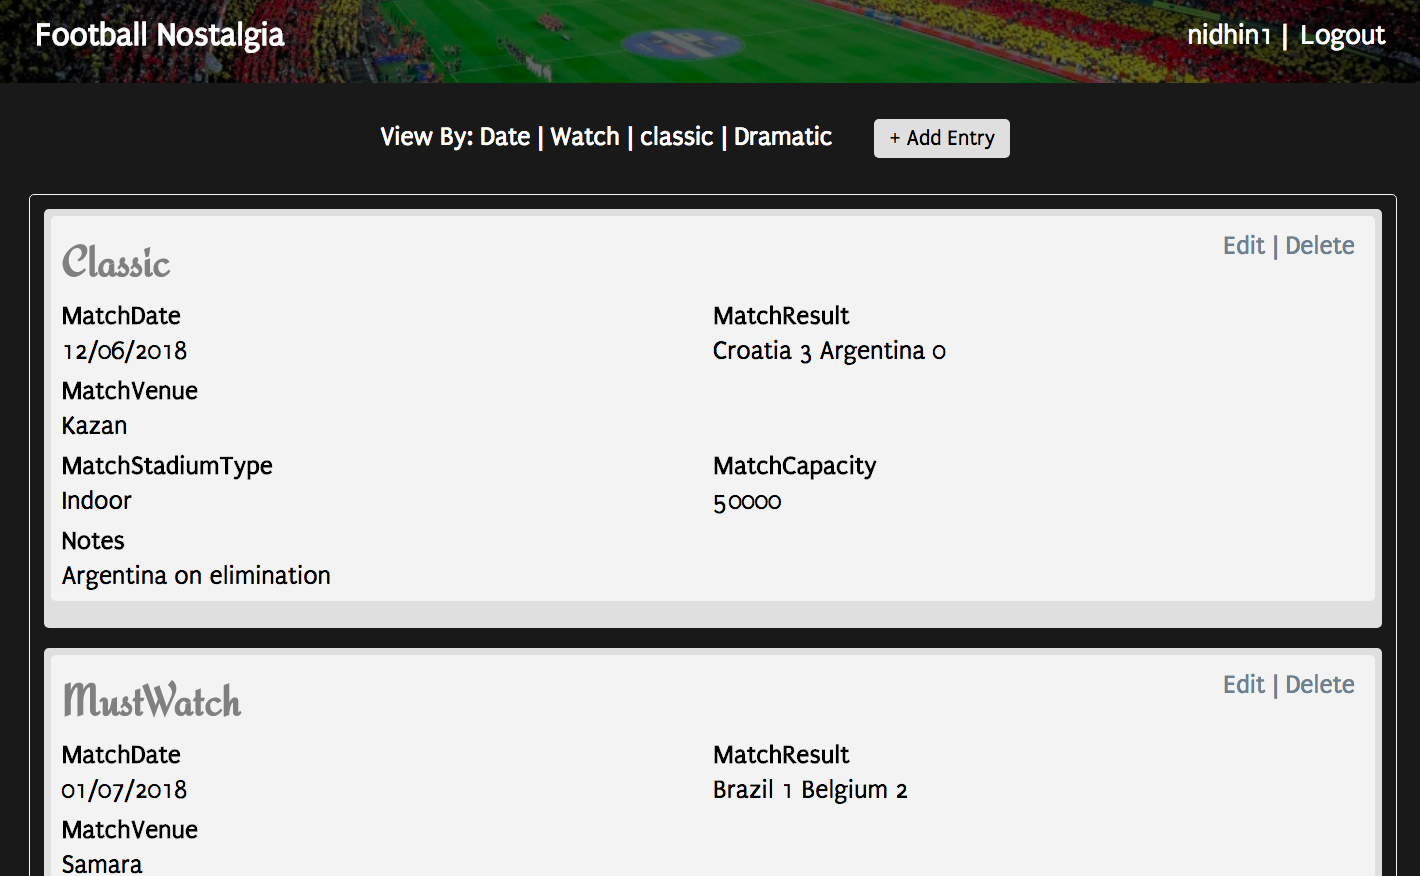 Football Nostalgia
nidhin1 | Logout
View By: Date | Watch | classic | Dramatic
+ Add Entry
Classic
Edit | Delete
MatchDate
12/06/2018
MatchResult
Croatia 3 Argentina 0
MatchVenue
Kazan
MatchStadiumType
Indoor
MatchCapacity
50000
Notes
Argentina on elimination
MustWatch
Edit | Delete
MatchDate
01/07/2018
MatchResult
Brazil 1 Belgium 2
MatchVenue
Samara